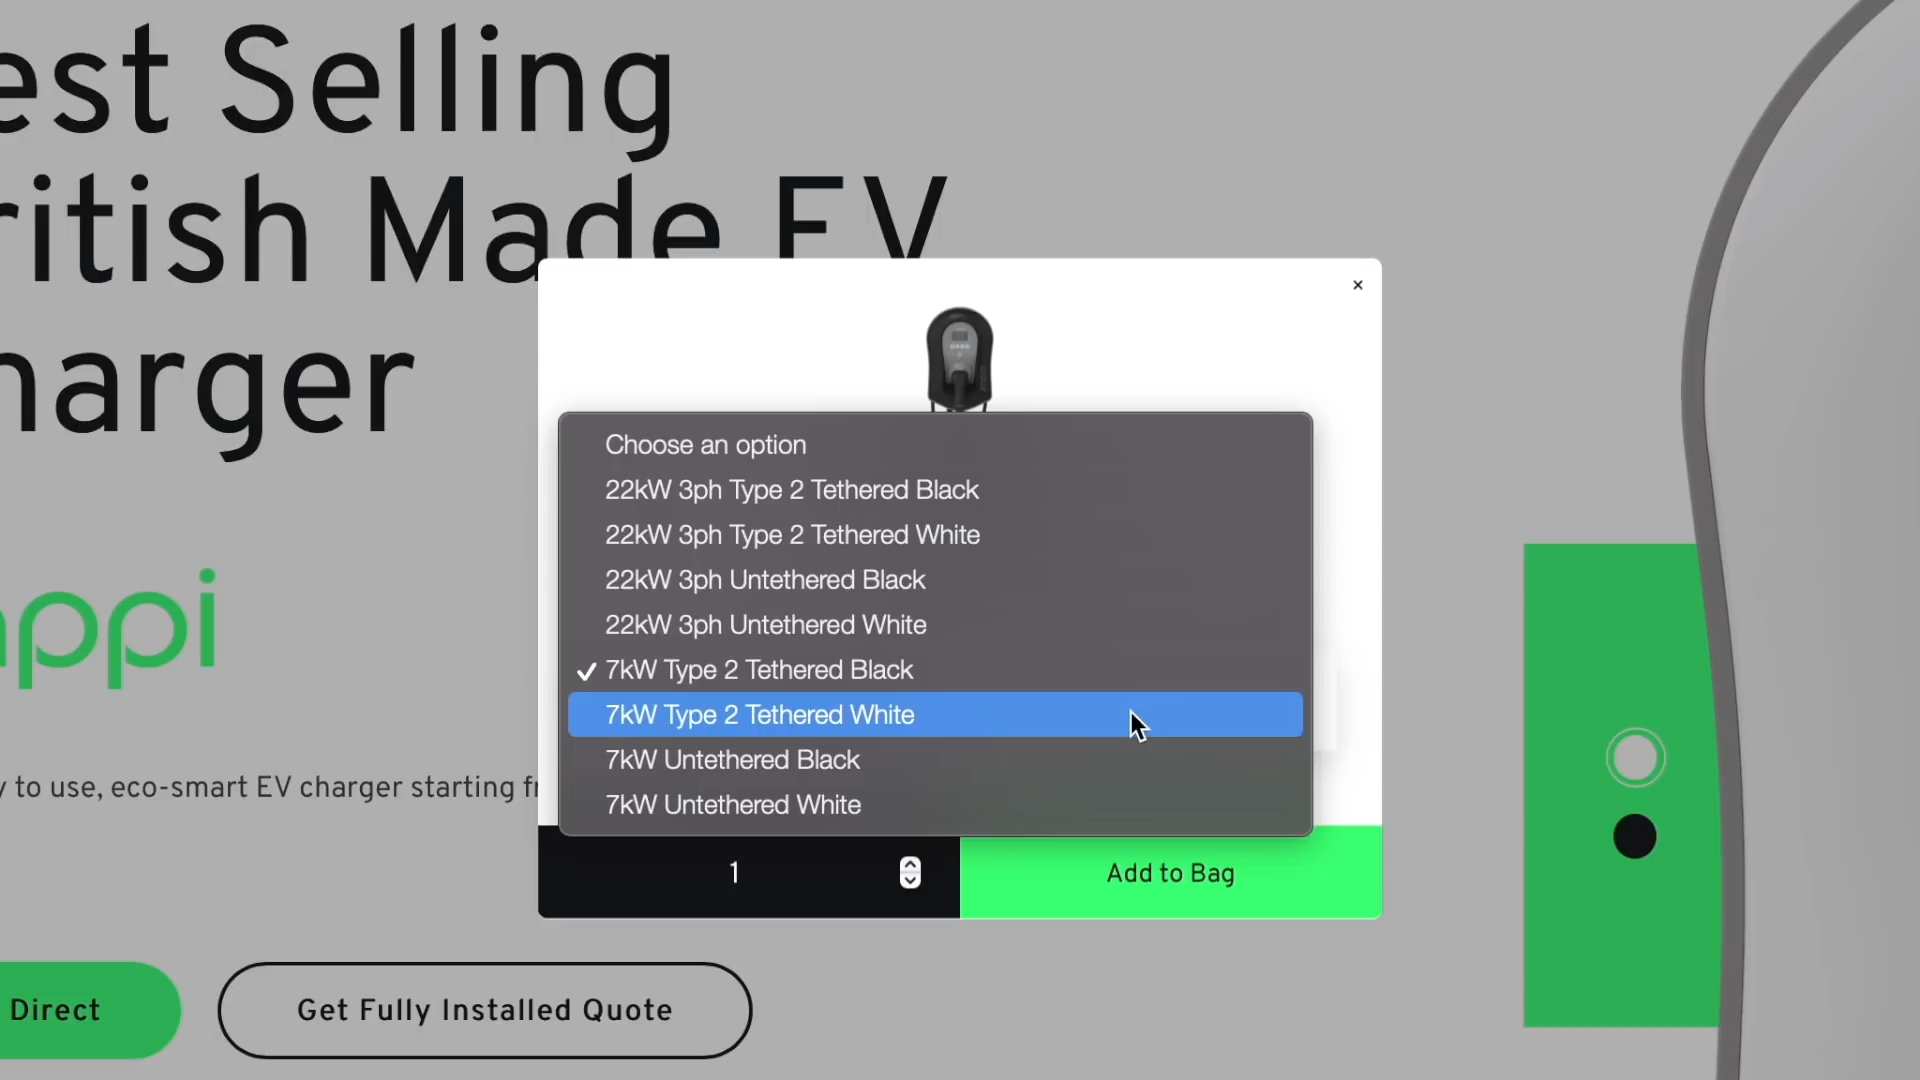 est Selling
ritish Made EV
harger
appi
y to use, eco-smart EV charger starting fr
Direct
Get Fully Installed Quote
×
Choose an option
22kW 3ph Type 2 Tethered Black
22kW 3ph Type 2 Tethered White
22kW 3ph Untethered Black
22kW 3ph Untethered White
7kW Type 2 Tethered Black
7kW Type 2 Tethered White
7kW Untethered Black
7kW Untethered White
1
Add to Bag